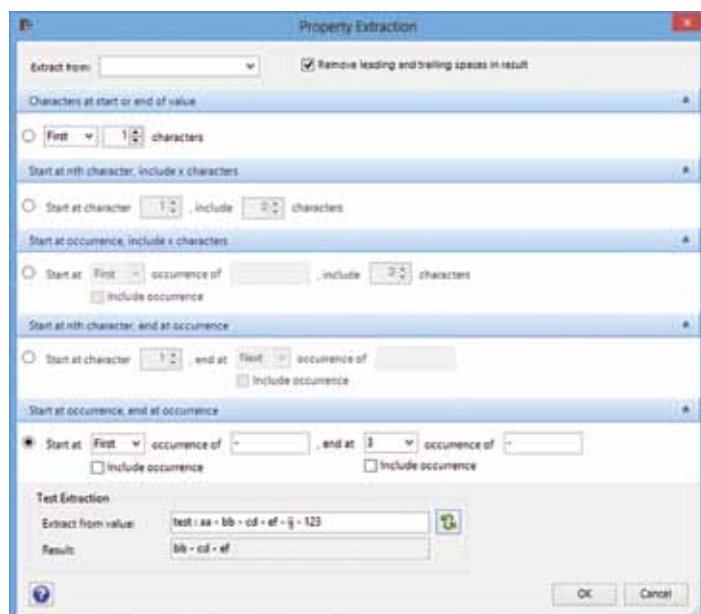 Property Extraction
Extract from:
Remove leading and trailing spaces in result
Characters at start or end of value
First 1 characters
Start at nth character, include x characters
Start at character 1 , include 0 characters
Start at occurrence, include x characters
Start at First occurrence of , include 0 characters
Include occurrence
Start at nth character, end at occurrence
Start at character 1 , end at Next occurrence of
Include occurrence
Start at occurrence, end at occurrence
Start at First occurrence of - , end at 3 occurrence of -
Include occurrence Include occurrence
Test Extraction
Extract from value: test : aa - bb - cd - ef - ij - 123
Result: bb - cd - ef
? OK Cancel